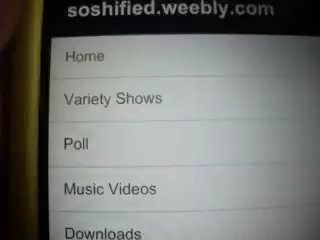 soshified.weebly.com
Home
Variety Shows
Poll
Music Videos
Downloads